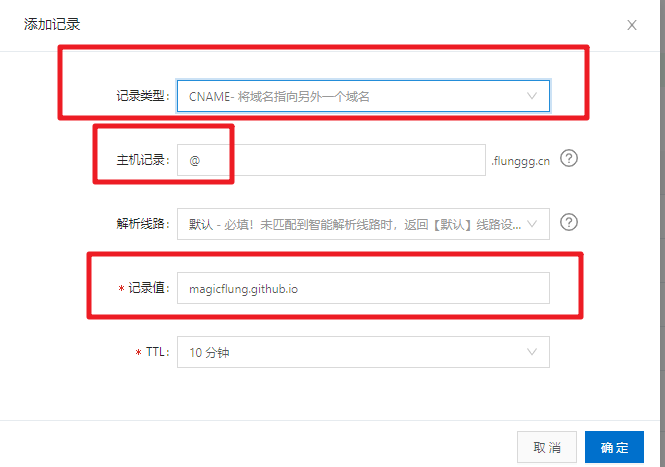 添加记录
记录类型: CNAME- 将域名指向另外一个域名
主机记录: @ .flunggg.cn ?
解析线路: 默认 - 必填！未匹配到智能解析线路时，返回【默认】线路设... ?
* 记录值: magicflung.github.io
* TTL: 10 分钟
取消 确定